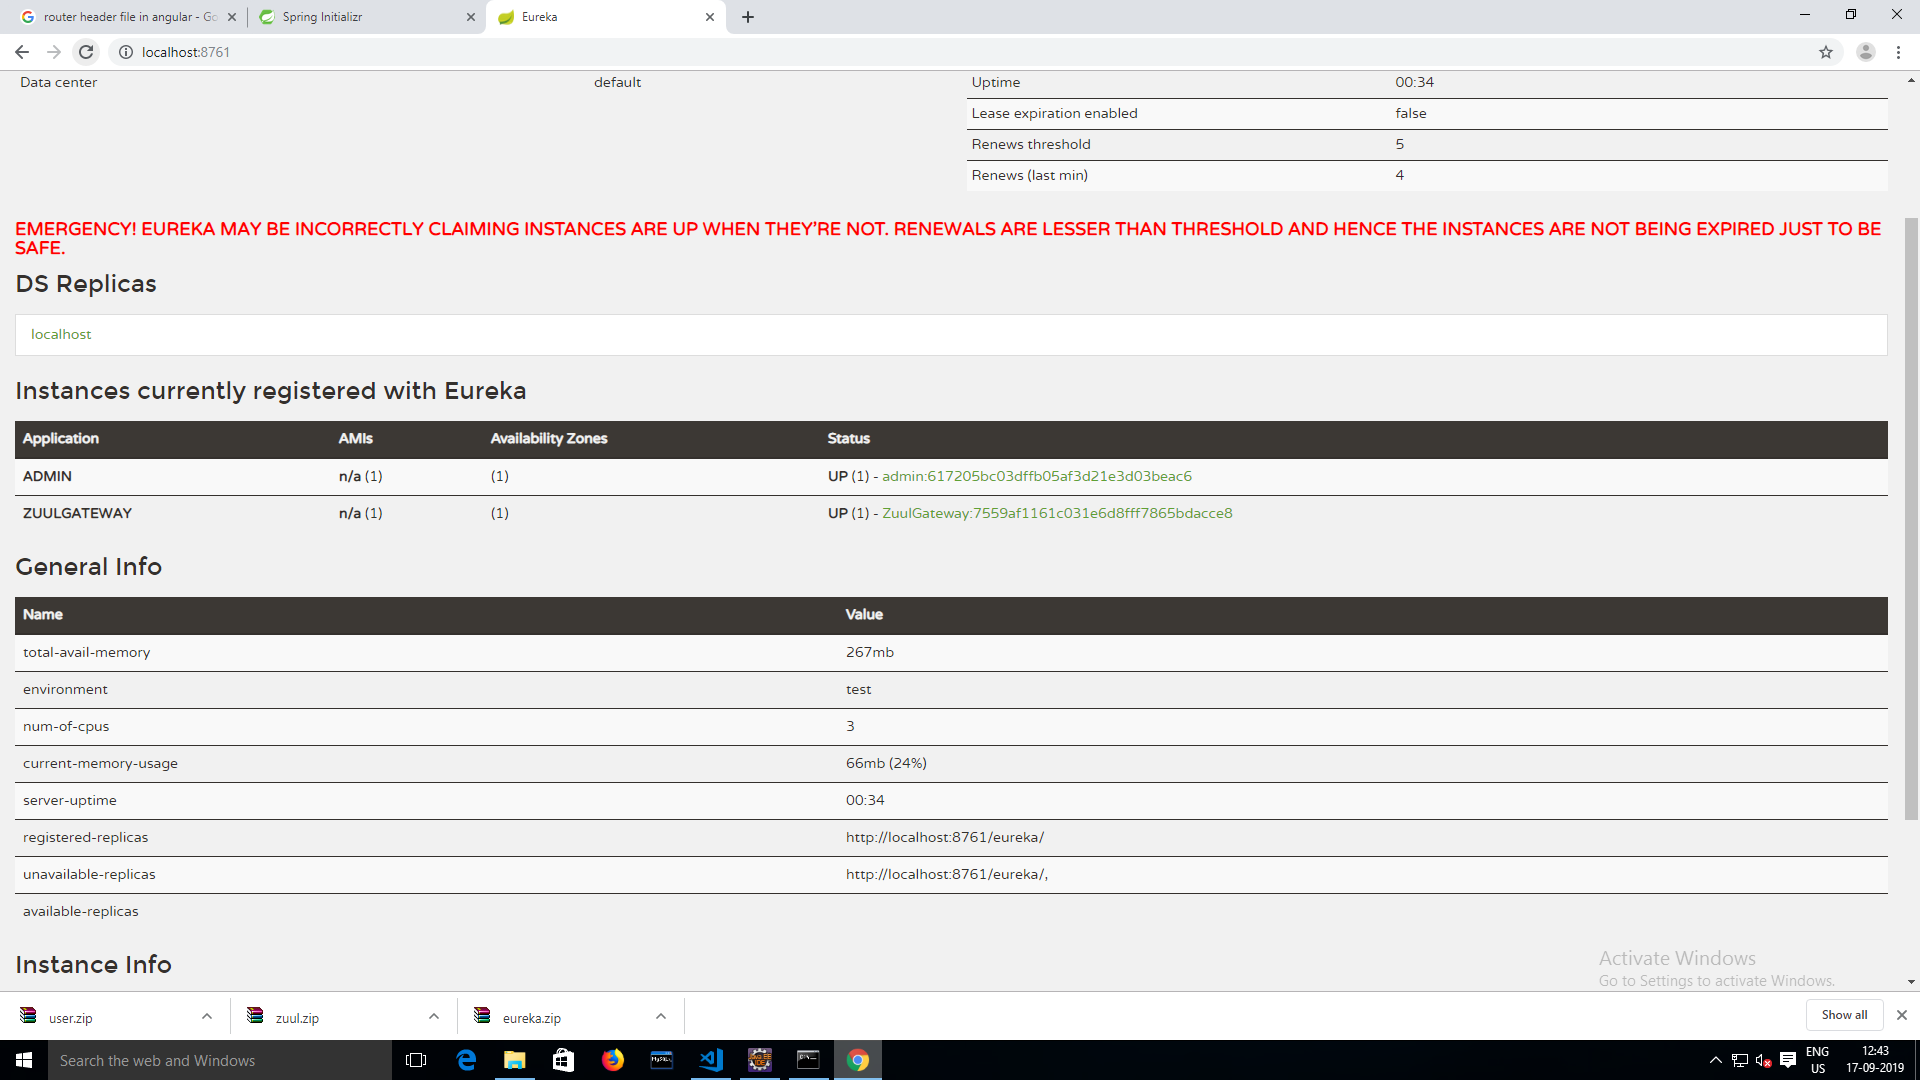 router header file in angular - Go
Spring Initializr
Eureka
localhost:8761
Data center default Uptime 00:34
Lease expiration enabled false
Renews threshold 5
Renews (last min) 4
EMERGENCY! EUREKA MAY BE INCORRECTLY CLAIMING INSTANCES ARE UP WHEN THEY'RE NOT. RENEWALS ARE LESSER THAN THRESHOLD AND HENCE THE INSTANCES ARE NOT BEING EXPIRED JUST TO BE
SAFE.
DS Replicas
localhost
Instances currently registered with Eureka
Application AMIs Availability Zones Status
ADMIN n/a (1) (1) UP (1) - admin:617205bc03dffb05af3d21e3d03beac6
ZUULGATEWAY n/a (1) (1) UP (1) - ZuulGateway:7559af1161c031e6d8fff7865bdacce8
General Info
Name Value
total-avail-memory 267mb
environment test
num-of-cpus 3
current-memory-usage 66mb (24%)
server-uptime 00:34
registered-replicas http://localhost:8761/eureka/
unavailable-replicas http://localhost:8761/eureka/,
available-replicas
Instance Info
Activate Windows
Go to Settings to activate Windows.
user.zip
zuul.zip
eureka.zip
Show all
Search the web and Windows
ENG
US
12:43
17-09-2019